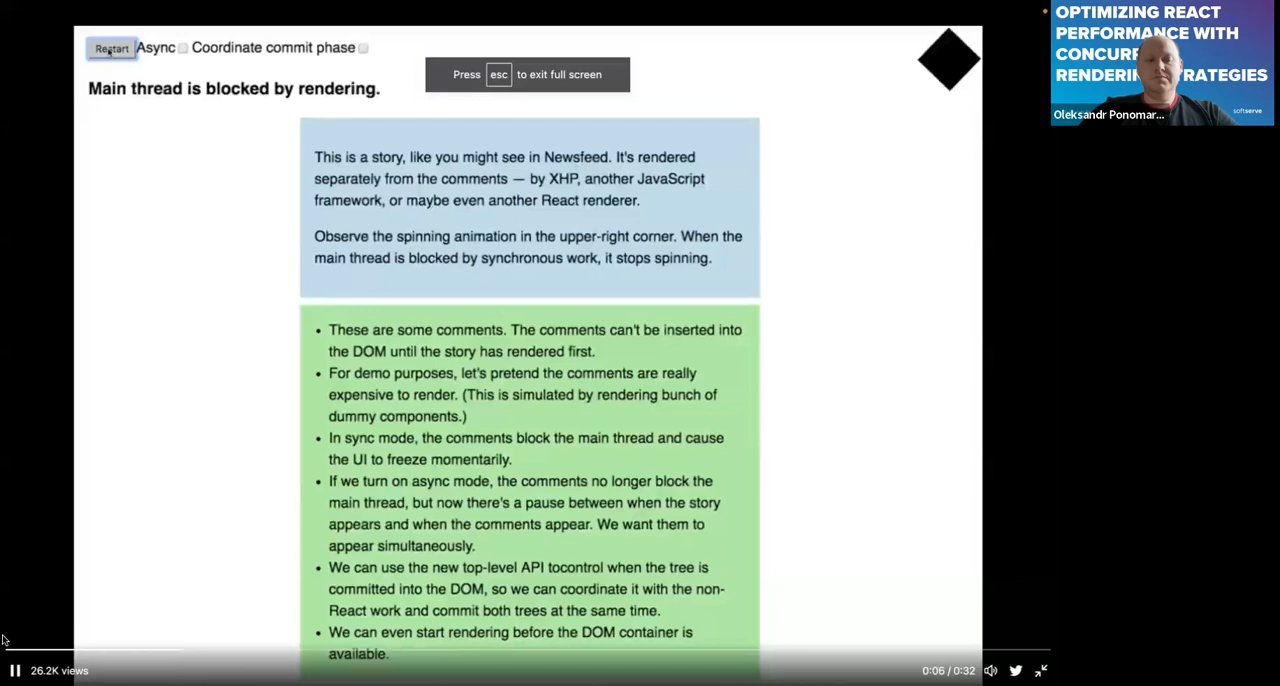 Restart Async Coordinate commit phase
Main thread is blocked by rendering.
Press esc to exit full screen
This is a story, like you might see in Newsfeed. It's rendered
separately from the comments — by XHP, another JavaScript
framework, or maybe even another React renderer.
Observe the spinning animation in the upper-right corner. When the
main thread is blocked by synchronous work, it stops spinning.
• These are some comments. The comments can't be inserted into
the DOM until the story has rendered first.
• For demo purposes, let's pretend the comments are really
expensive to render. (This is simulated by rendering bunch of
dummy components.)
• In sync mode, the comments block the main thread and cause
the UI to freeze momentarily.
• If we turn on async mode, the comments no longer block the
main thread, but now there's a pause between when the story
appears and when the comments appear. We want them to
appear simultaneously.
• We can use the new top-level API tocontrol when the tree is
committed into the DOM, so we can coordinate it with the non-
React work and commit both trees at the same time.
• We can even start rendering before the DOM container is
available.
26.2K views
0:06 / 0:32
OPTIMIZING REACT
PERFORMANCE WITH
STRATEGIES
softserve
Oleksandr Ponomar...